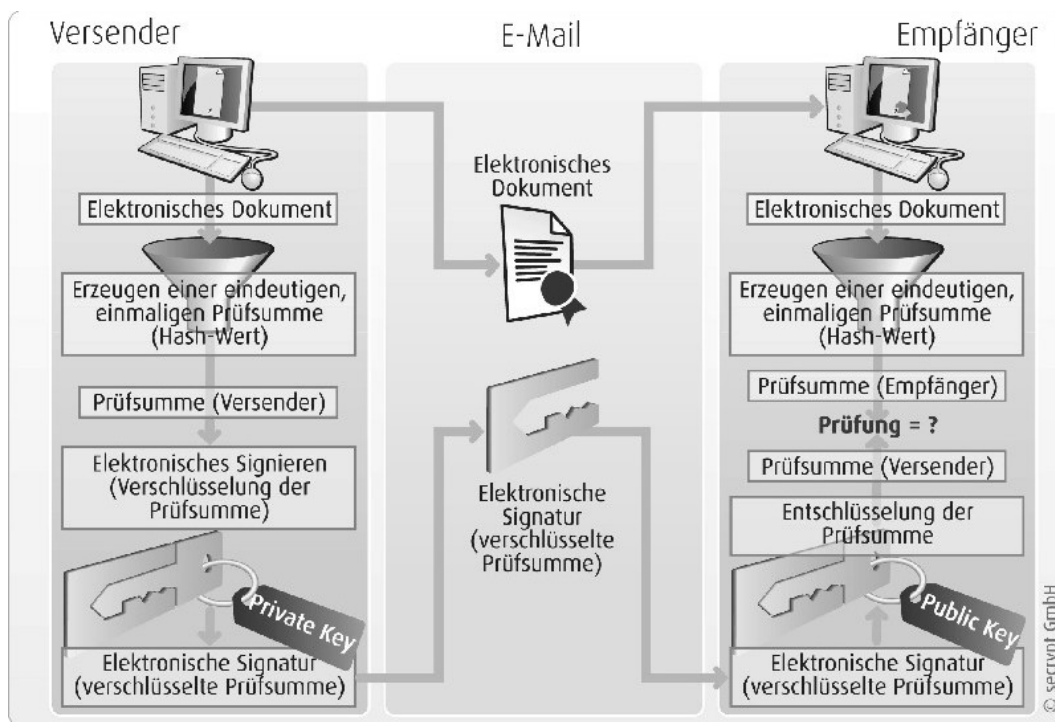 Versender
Elektronisches Dokument
Erzeugen einer eindeutigen,
einmaligen Prüfsumme
(Hash-Wert)
Prüfsumme (Versender)
Elektronisches Signieren
(Verschlüsselung der
Prüfsumme)
Private Key
Elektronische Signatur
(verschlüsselte Prüfsumme)
E-Mail
Elektronisches
Dokument
Elektronische
Signatur
(verschlüsselte
Prüfsumme)
Empfänger
Elektronisches Dokument
Erzeugen einer eindeutigen,
einmaligen Prüfsumme
(Hash-Wert)
Prüfsumme (Empfänger)
Prüfung = ?
Prüfsumme (Versender)
Entschlüsselung der
Prüfsumme
Public Key
Elektronische Signatur
(verschlüsselte Prüfsumme)
© secrypt GmbH